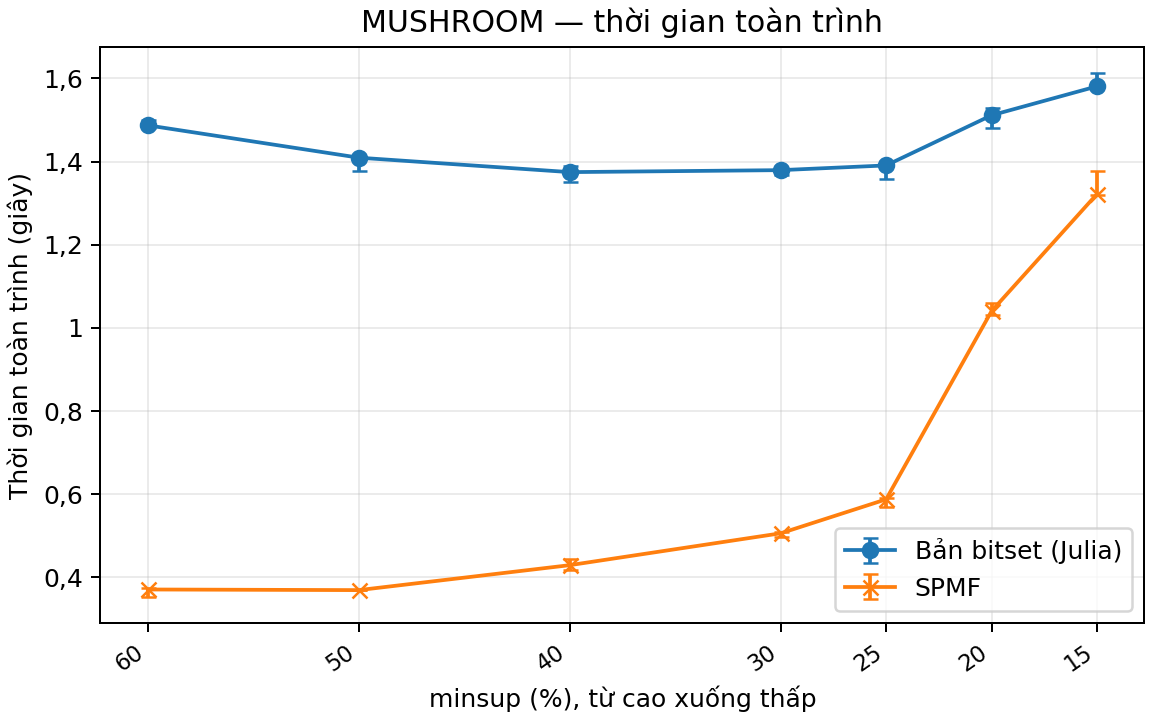 MUSHROOM — thời gian toàn trình
Thời gian toàn trình (giây)
1,6
1,4
1,2
1
0,8
0,6
0,4
Bản bitset (Julia)
SPMF
60
50
40
30
25
20
15
minsup (%), từ cao xuống thấp